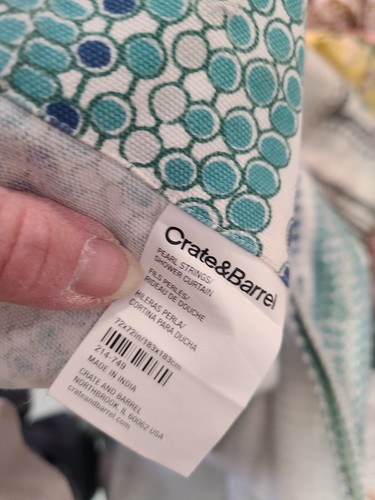 Crate&Barrel
PEARL STRINGS/
SHOWER CURTAIN
FILS PERLES/
RIDEAU DE DOUCHE
HILERAS PERLA/
CORTINA PARA DUCHA
72x72in/183x183cm
214-749
MADE IN INDIA
CRATE AND BARREL
NORTHBROOK, IL 60062 USA
crateandbarrel.com